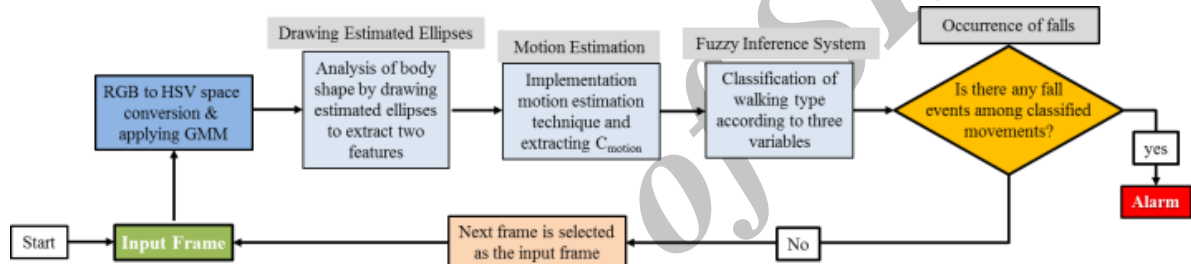 Drawing Estimated Ellipses
Motion Estimation
Fuzzy Inference System
Occurrence of falls
RGB to HSV space
conversion &
applying GMM
Analysis of body
shape by drawing
estimated ellipses
to extract two
features
Implementation
motion estimation
technique and
extracting Cmotion
Classification of
walking type
according to three
variables
Is there any fall
events among classified
movements?
yes
Alarm
Start
Input Frame
Next frame is selected
as the input frame
No
of